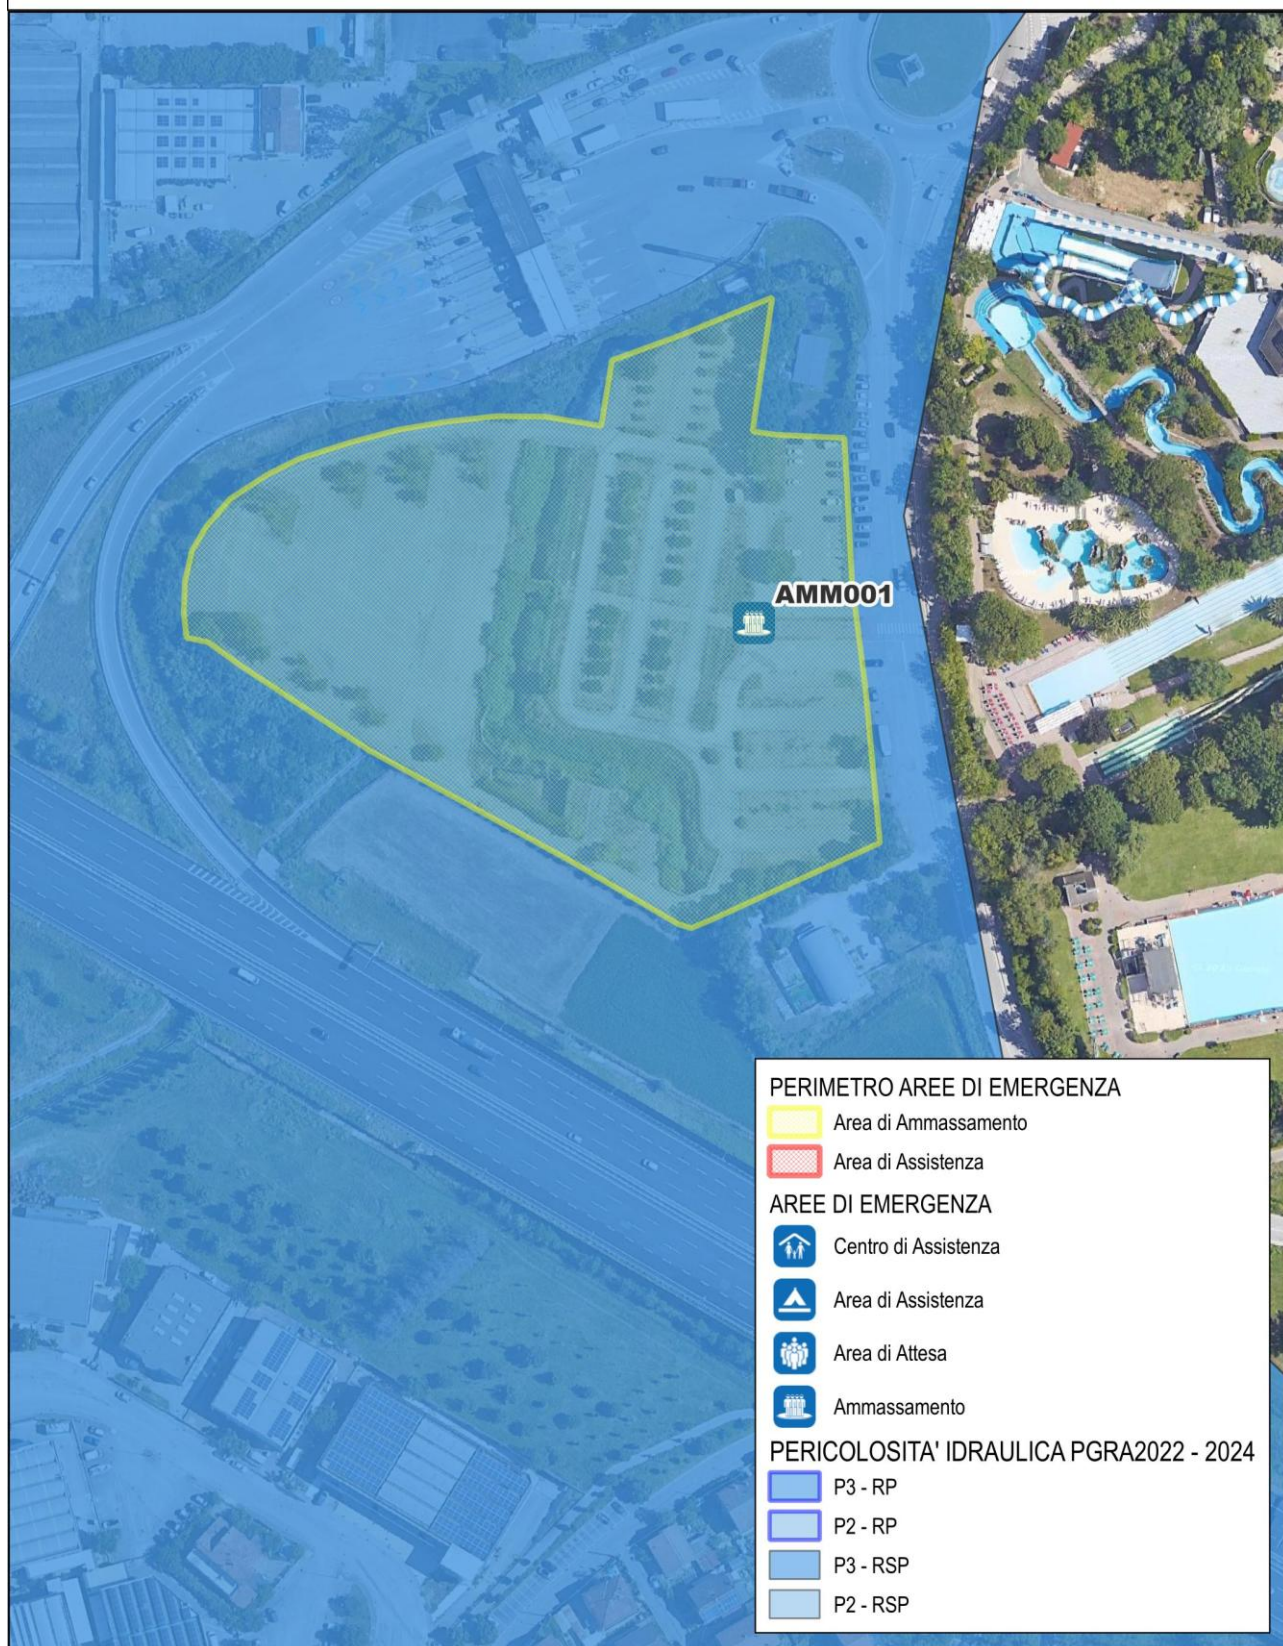 AMM001
PERIMETRO AREE DI EMERGENZA
Area di Ammassamento
Area di Assistenza
AREE DI EMERGENZA
Centro di Assistenza
Area di Assistenza
Area di Attesa
Ammassamento
PERICOLOSITA' IDRAULICA PGRA2022 - 2024
P3 - RP
P2 - RP
P3 - RSP
P2 - RSP